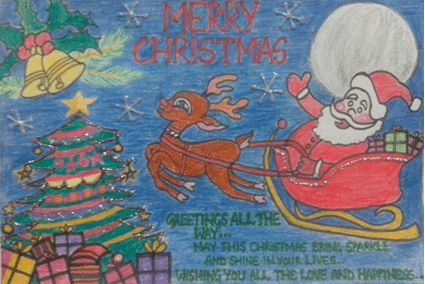 MERRY
CHRISTMAS
GREETINGS ALL THE
WAY...
MAY THIS CHRISTMAS BRING SPARKLE
AND SHINE IN YOUR LIVES..
WISHING YOU ALL THE LOVE AND HAPPINESS..